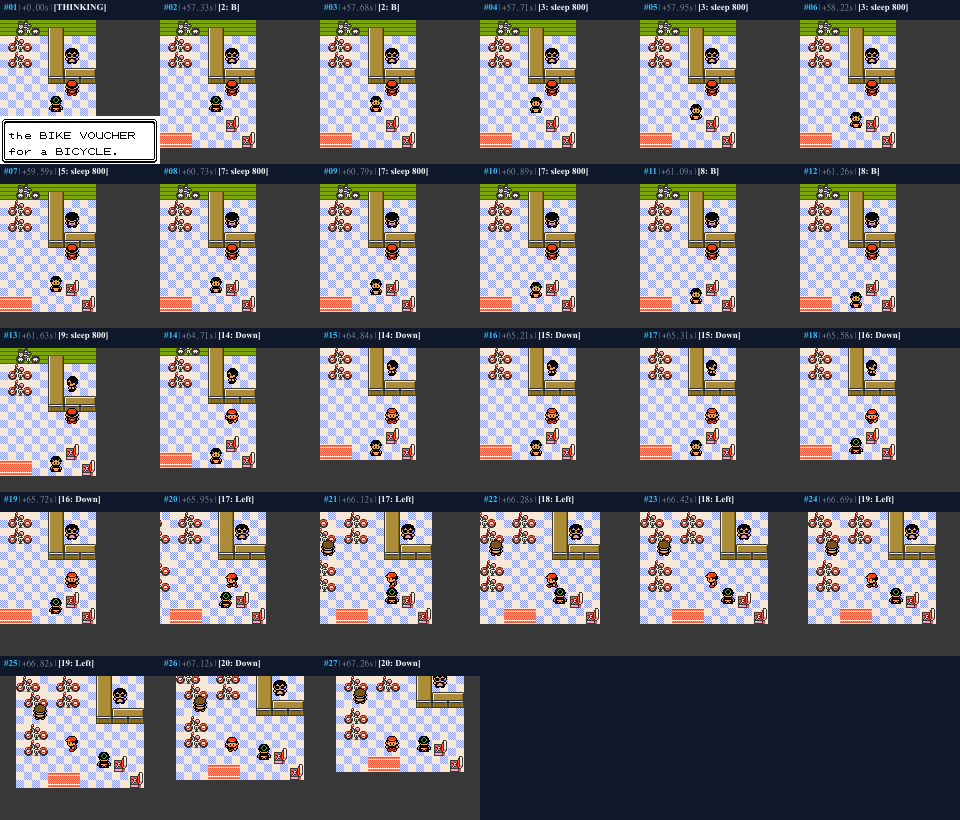 #01|+0.00s|[THINKING]
#02|+57.33s|[2: B]
#03|+57.68s|[2: B]
#04|+57.71s|[3: sleep 800]
#05|+57.95s|[3: sleep 800]
#06|+58.22s|[3: sleep 800]
the BIKE VOUCHER
for a BICYCLE.
#07|+59.59s|[5: sleep 800]
#08|+60.73s|[7: sleep 800]
#09|+60.79s|[7: sleep 800]
#10|+60.89s|[7: sleep 800]
#11|+61.09s|[8: B]
#12|+61.26s|[8: B]
#13|+61.63s|[9: sleep 800]
#14|+64.71s|[14: Down]
#15|+64.84s|[14: Down]
#16|+65.21s|[15: Down]
#17|+65.31s|[15: Down]
#18|+65.58s|[16: Down]
#19|+65.72s|[16: Down]
#20|+65.95s|[17: Left]
#21|+66.12s|[17: Left]
#22|+66.28s|[18: Left]
#23|+66.42s|[18: Left]
#24|+66.69s|[19: Left]
#25|+66.82s|[19: Left]
#26|+67.12s|[20: Down]
#27|+67.26s|[20: Down]